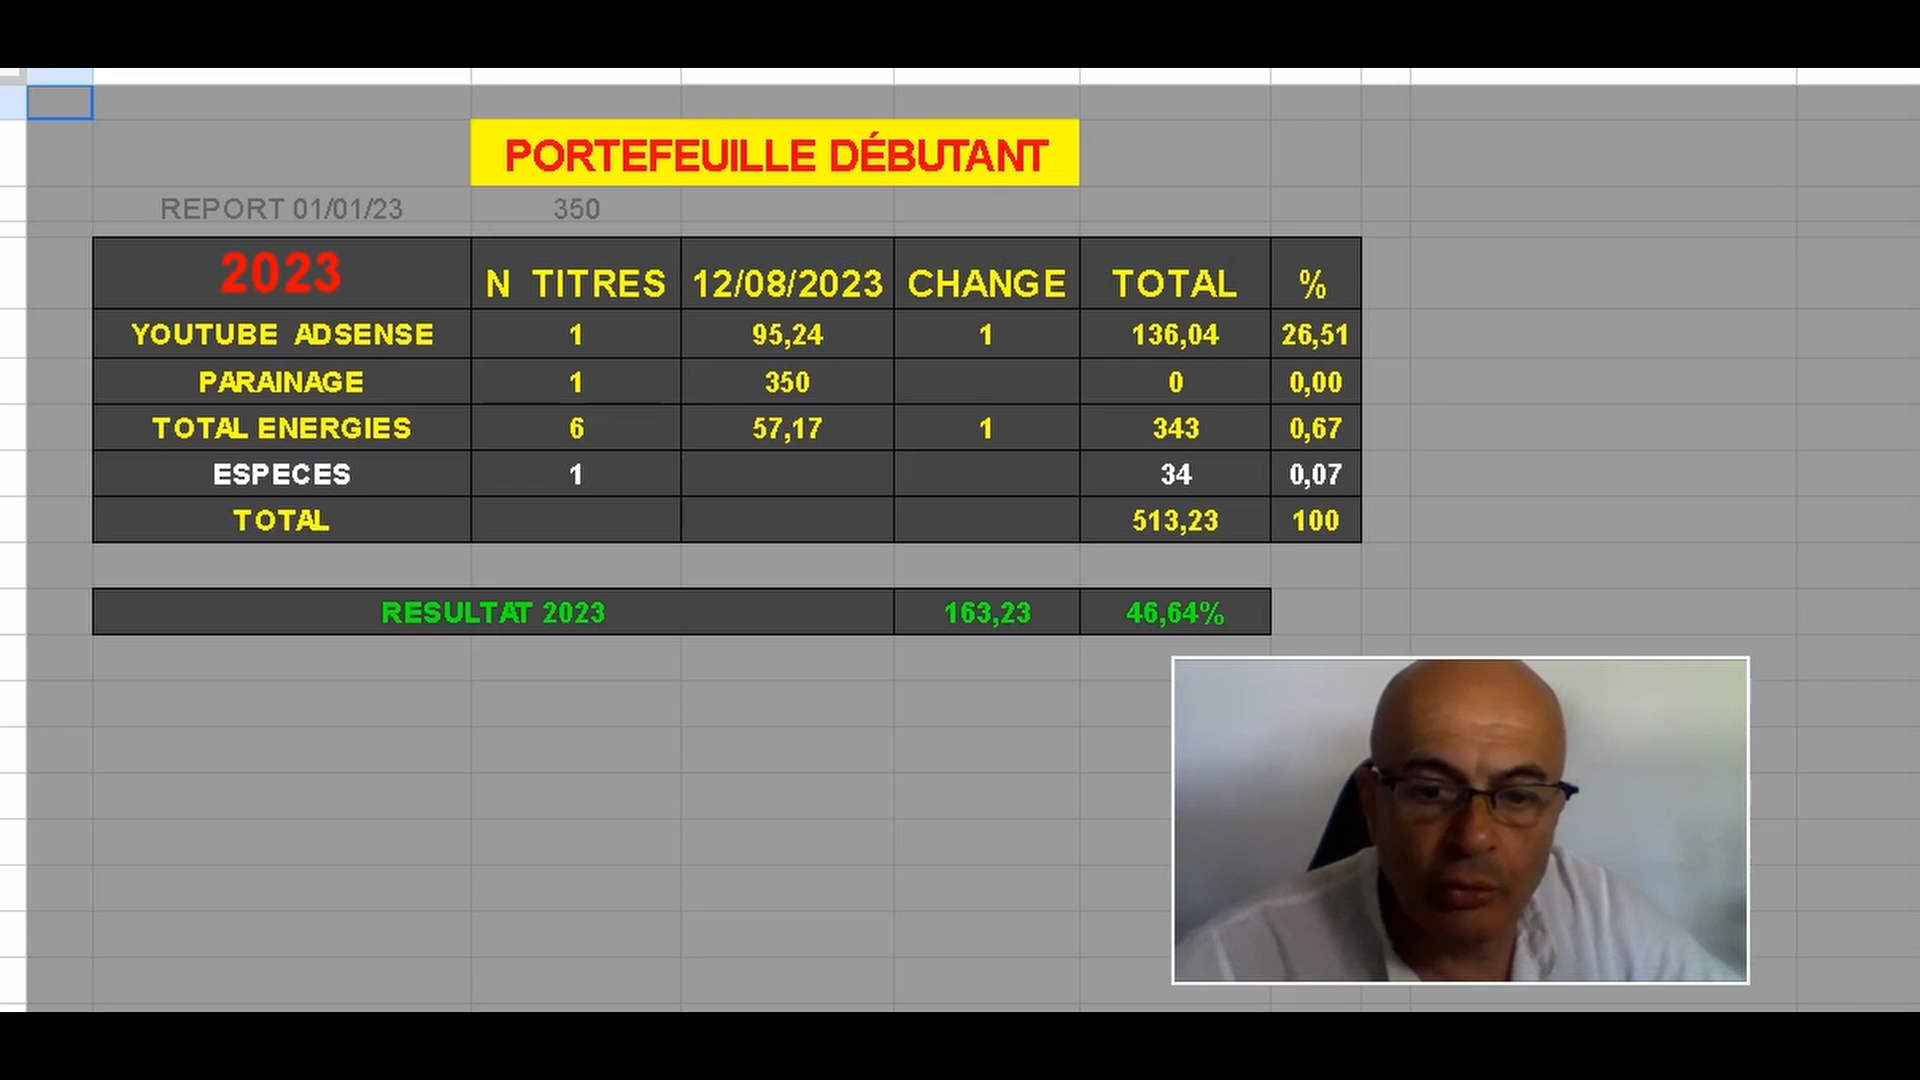 PORTEFEUILLE DÉBUTANT
REPORT 01/01/23 350
2023 N TITRES 12/08/2023 CHANGE TOTAL %
YOUTUBE ADSENSE 1 95,24 1 136,04 26,51
PARAINAGE 1 350 0 0,00
TOTAL ENERGIES 6 57,17 1 343 0,67
ESPECES 1 34 0,07
TOTAL 513,23 100
RESULTAT 2023 163,23 46,64%